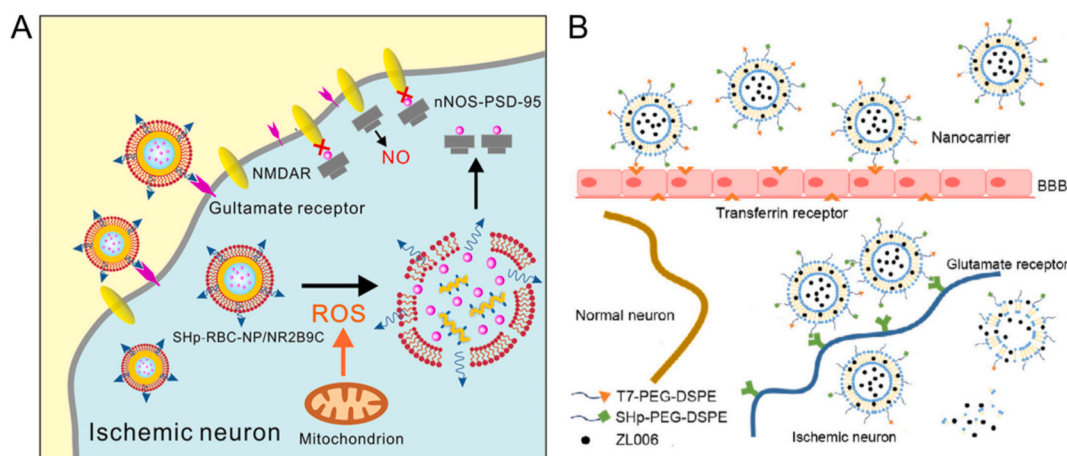 A
nNOS-PSD-95
NO
NMDAR
Gultamate receptor
ROS
SHp-RBC-NP/NR2B9C
Mitochondrion
Ischemic neuron
B
Nanocarrier
BBB
Transferrin receptor
Glutamate receptor
Normal neuron
T7-PEG-DSPE
SHp-PEG-DSPE
ZL006
Ischemic neuron